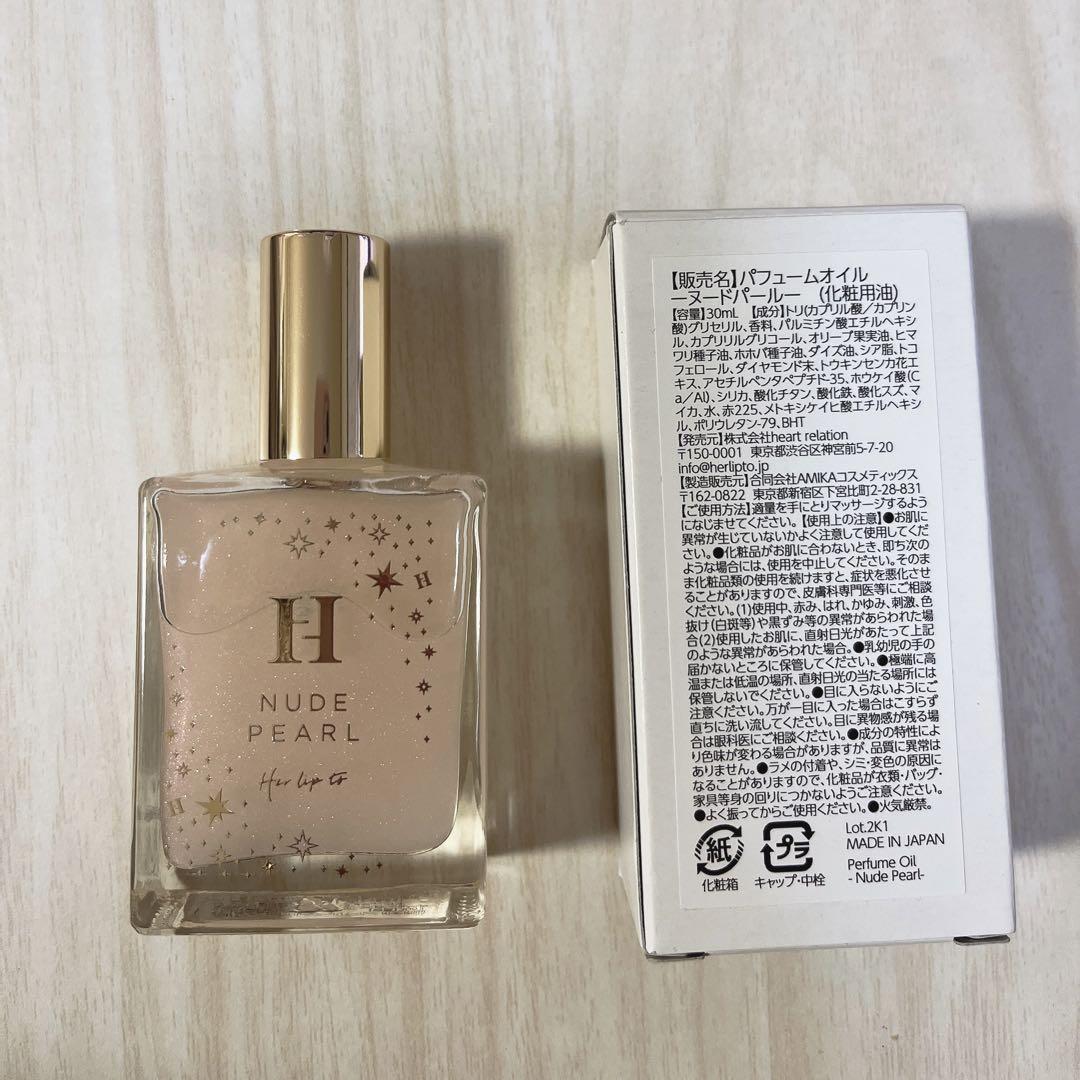 H
H
NUDE
PEARL
Her lip to
H
【販売名】パフュームオイル
ーヌードパールー (化粧用油)
【容量】30mL 【成分】トリ(カプリル酸/カプリン
酸)グリセリル、香料、パルミチン酸エチルヘキシ
ル、カプリリルグリコール、オリーブ果実油、ヒマ
ワリ種子油、ホホバ種子油、ダイズ油、シア脂、トコ
フェロール、ダイヤモンド末、トウキンセンカ花エ
キス、アセチルペンタペプチド-35、ホウケイ酸(C
a/Al)、シリカ、酸化チタン、酸化鉄、酸化スズ、マ
イカ、水、赤225、メトキシケイヒ酸エチルヘキシ
ル、ポリウレタン-79、BHT
【発売元】株式会社heart relation
〒150-0001 東京都渋谷区神宮前5-7-20
info@herlipto.jp
【製造販売元】合同会社AMIKAコスメティックス
〒162-0822 東京都新宿区下宮比町2-28-831
【ご使用方法】適量を手にとりマッサージするよう
になじませてください。【使用上の注意】●お肌に
異常が生じていないかよく注意して使用してくだ
さい。●化粧品がお肌に合わないとき、即ち次の
ような場合には、使用を中止してください。そのま
ま化粧品類の使用を続けますと、症状を悪化させ
ることがありますので、皮膚科専門医等にご相談
ください。(1)使用中、赤み、はれ、かゆみ、刺激、色
抜け(白斑等)や黒ずみ等の異常があらわれた場
合(2)使用したお肌に、直射日光があたって上記
のような異常があらわれた場合。●乳幼児の手の
届かないところに保管してください。●極端に高
温または低温の場所、直射日光の当たる場所には
保管しないでください。●目に入らないようにご
注意ください。万が一目に入った場合はこすらず
直ちに洗い流してください。目に異物感が残る場
合は眼科医にご相談ください。●成分の特性によ
り色味が変わる場合がありますが、品質に異常は
ありません。●ラメの付着や、シミ・変色の原因に
なることがありますので、化粧品が衣類・バッグ・
家具等身の回りにつかないようご注意ください。
●よく振ってからご使用ください。●火気厳禁。
紙
化粧箱
プラ
キャップ・中栓
Lot.2K1
MADE IN JAPAN
Perfume Oil
- Nude Pearl-